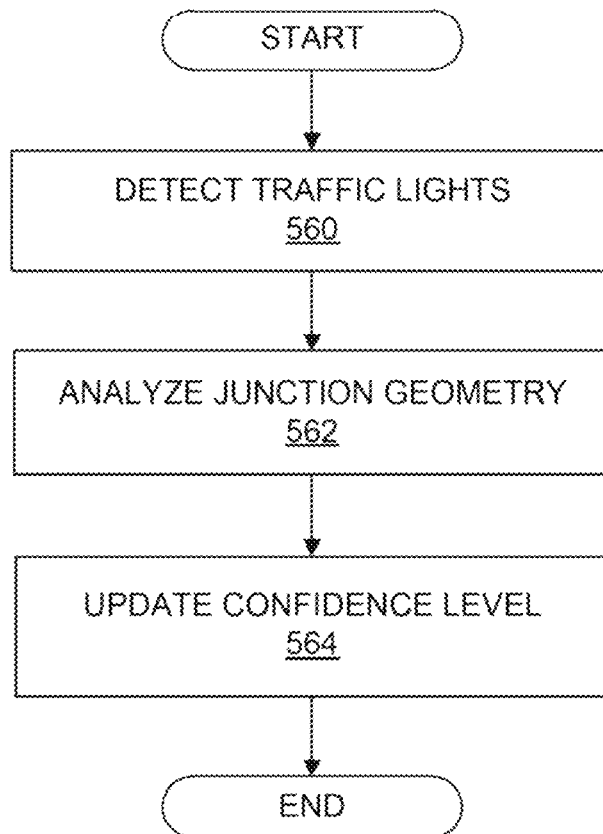 START
DETECT TRAFFIC LIGHTS
560
ANALYZE JUNCTION GEOMETRY
562
UPDATE CONFIDENCE LEVEL
564
END